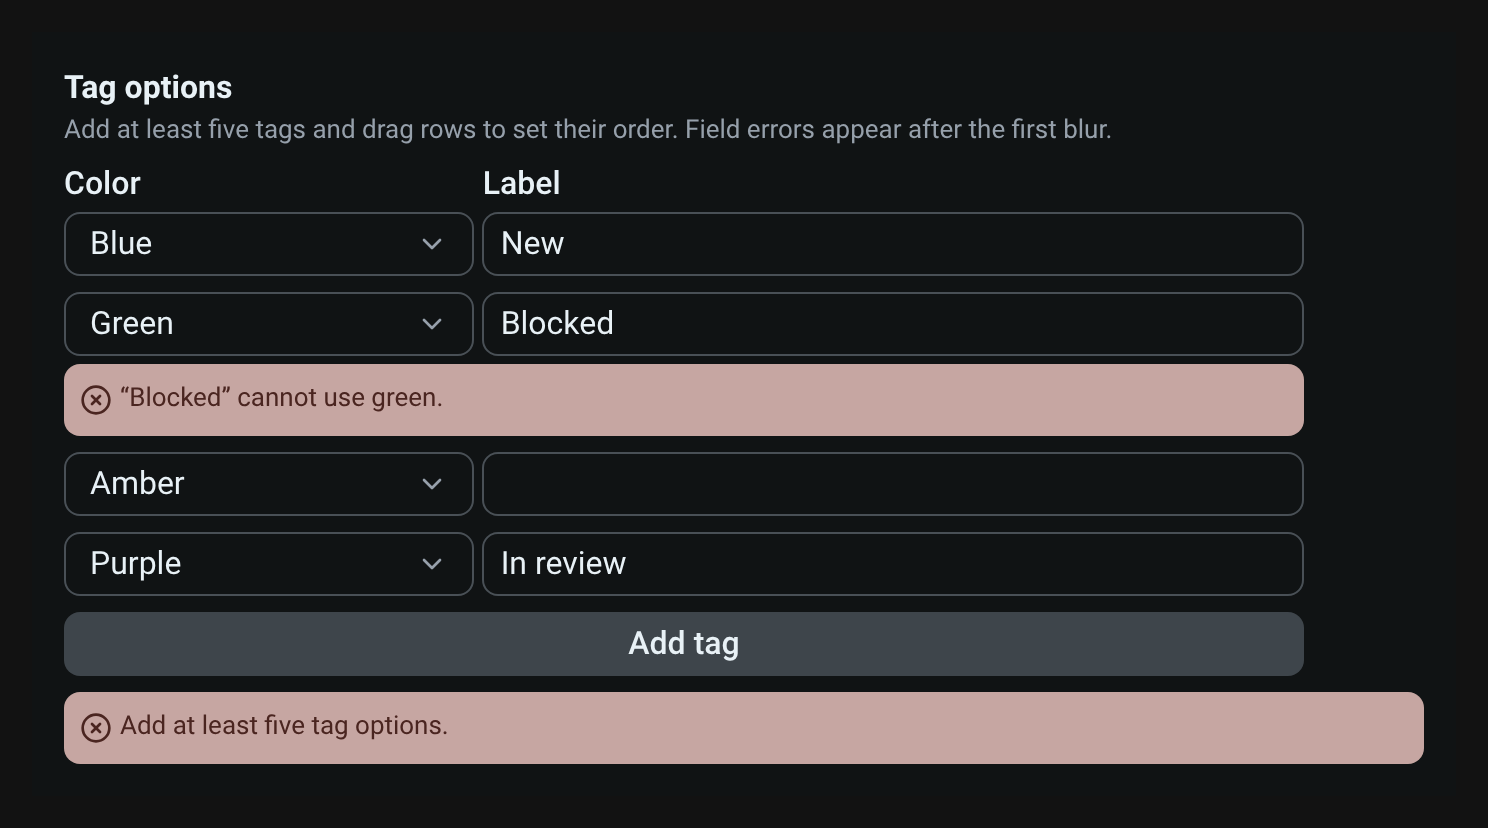 Tag options
Add at least five tags and drag rows to set their order. Field errors appear after the first blur.
Color Label
Blue New
Green Blocked
“Blocked” cannot use green.
Amber
Purple In review
Add tag
Add at least five tag options.